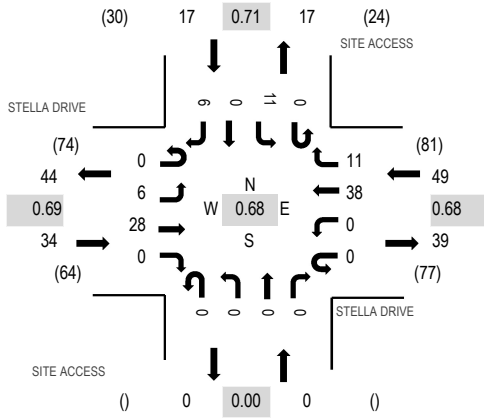 (30) 17 0.71 17 (24)
SITE ACCESS
6 0 11 0
STELLA DRIVE
(74) (81)
0 11
44 49
6 N 38
0.69 W 0.68 E 0.68
28 0
34 S 39
0 0
(64) (77)
0 0 0 0
STELLA DRIVE
SITE ACCESS
() 0 0.00 0 ()